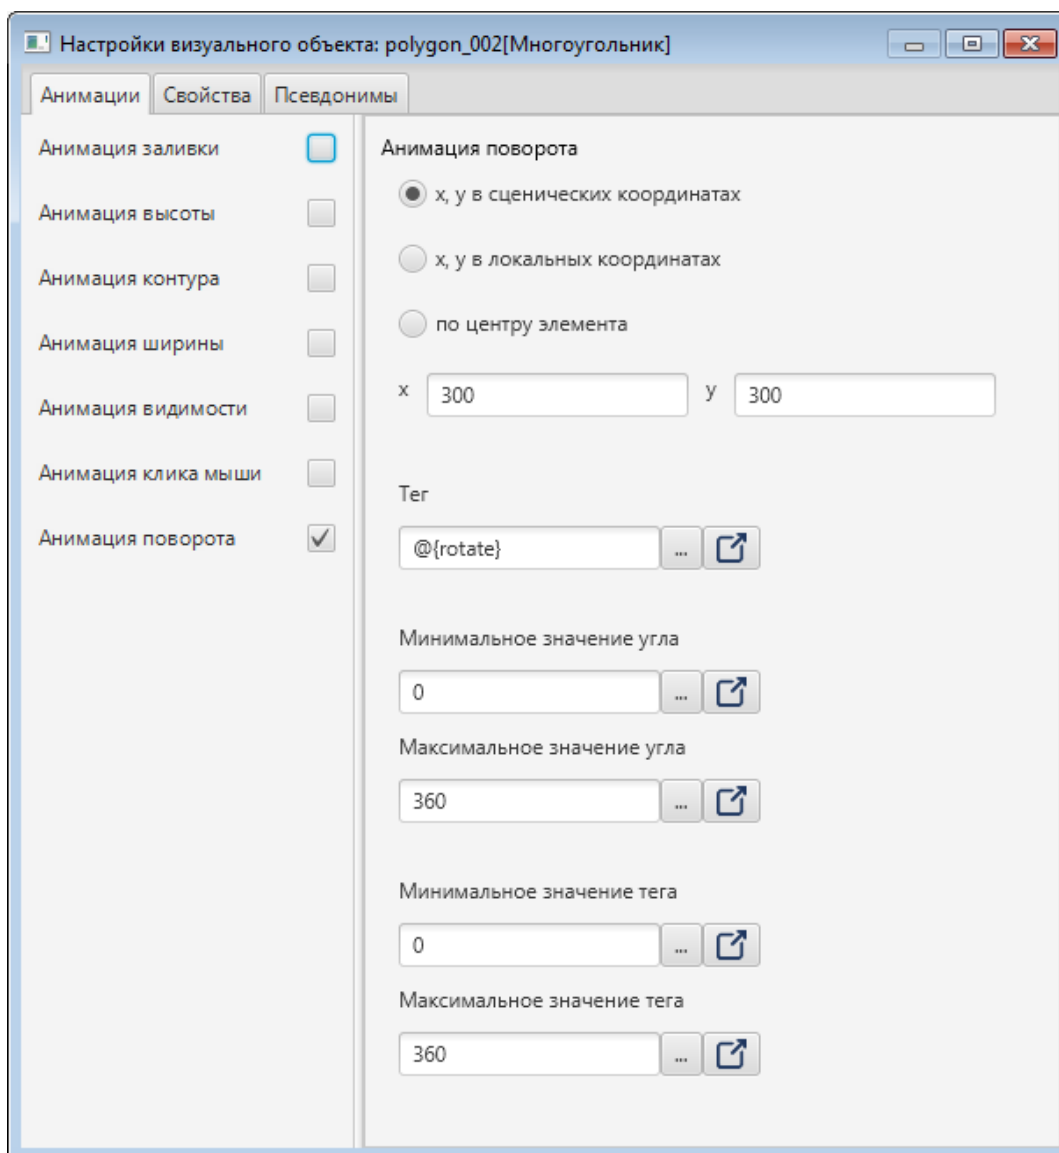 Настройки визуального объекта: polygon_002[Многоугольник]
Анимации Свойства Псевдонимы
Анимация заливки
Анимация высоты
Анимация контура
Анимация ширины
Анимация видимости
Анимация клика мыши
Анимация поворота
Анимация поворота
х, у в сценических координатах
х, у в локальных координатах
по центру элемента
х 300 у 300
Тег
@{rotate} ...
Минимальное значение угла
0 ...
Максимальное значение угла
360 ...
Минимальное значение тега
0 ...
Максимальное значение тега
360 ...